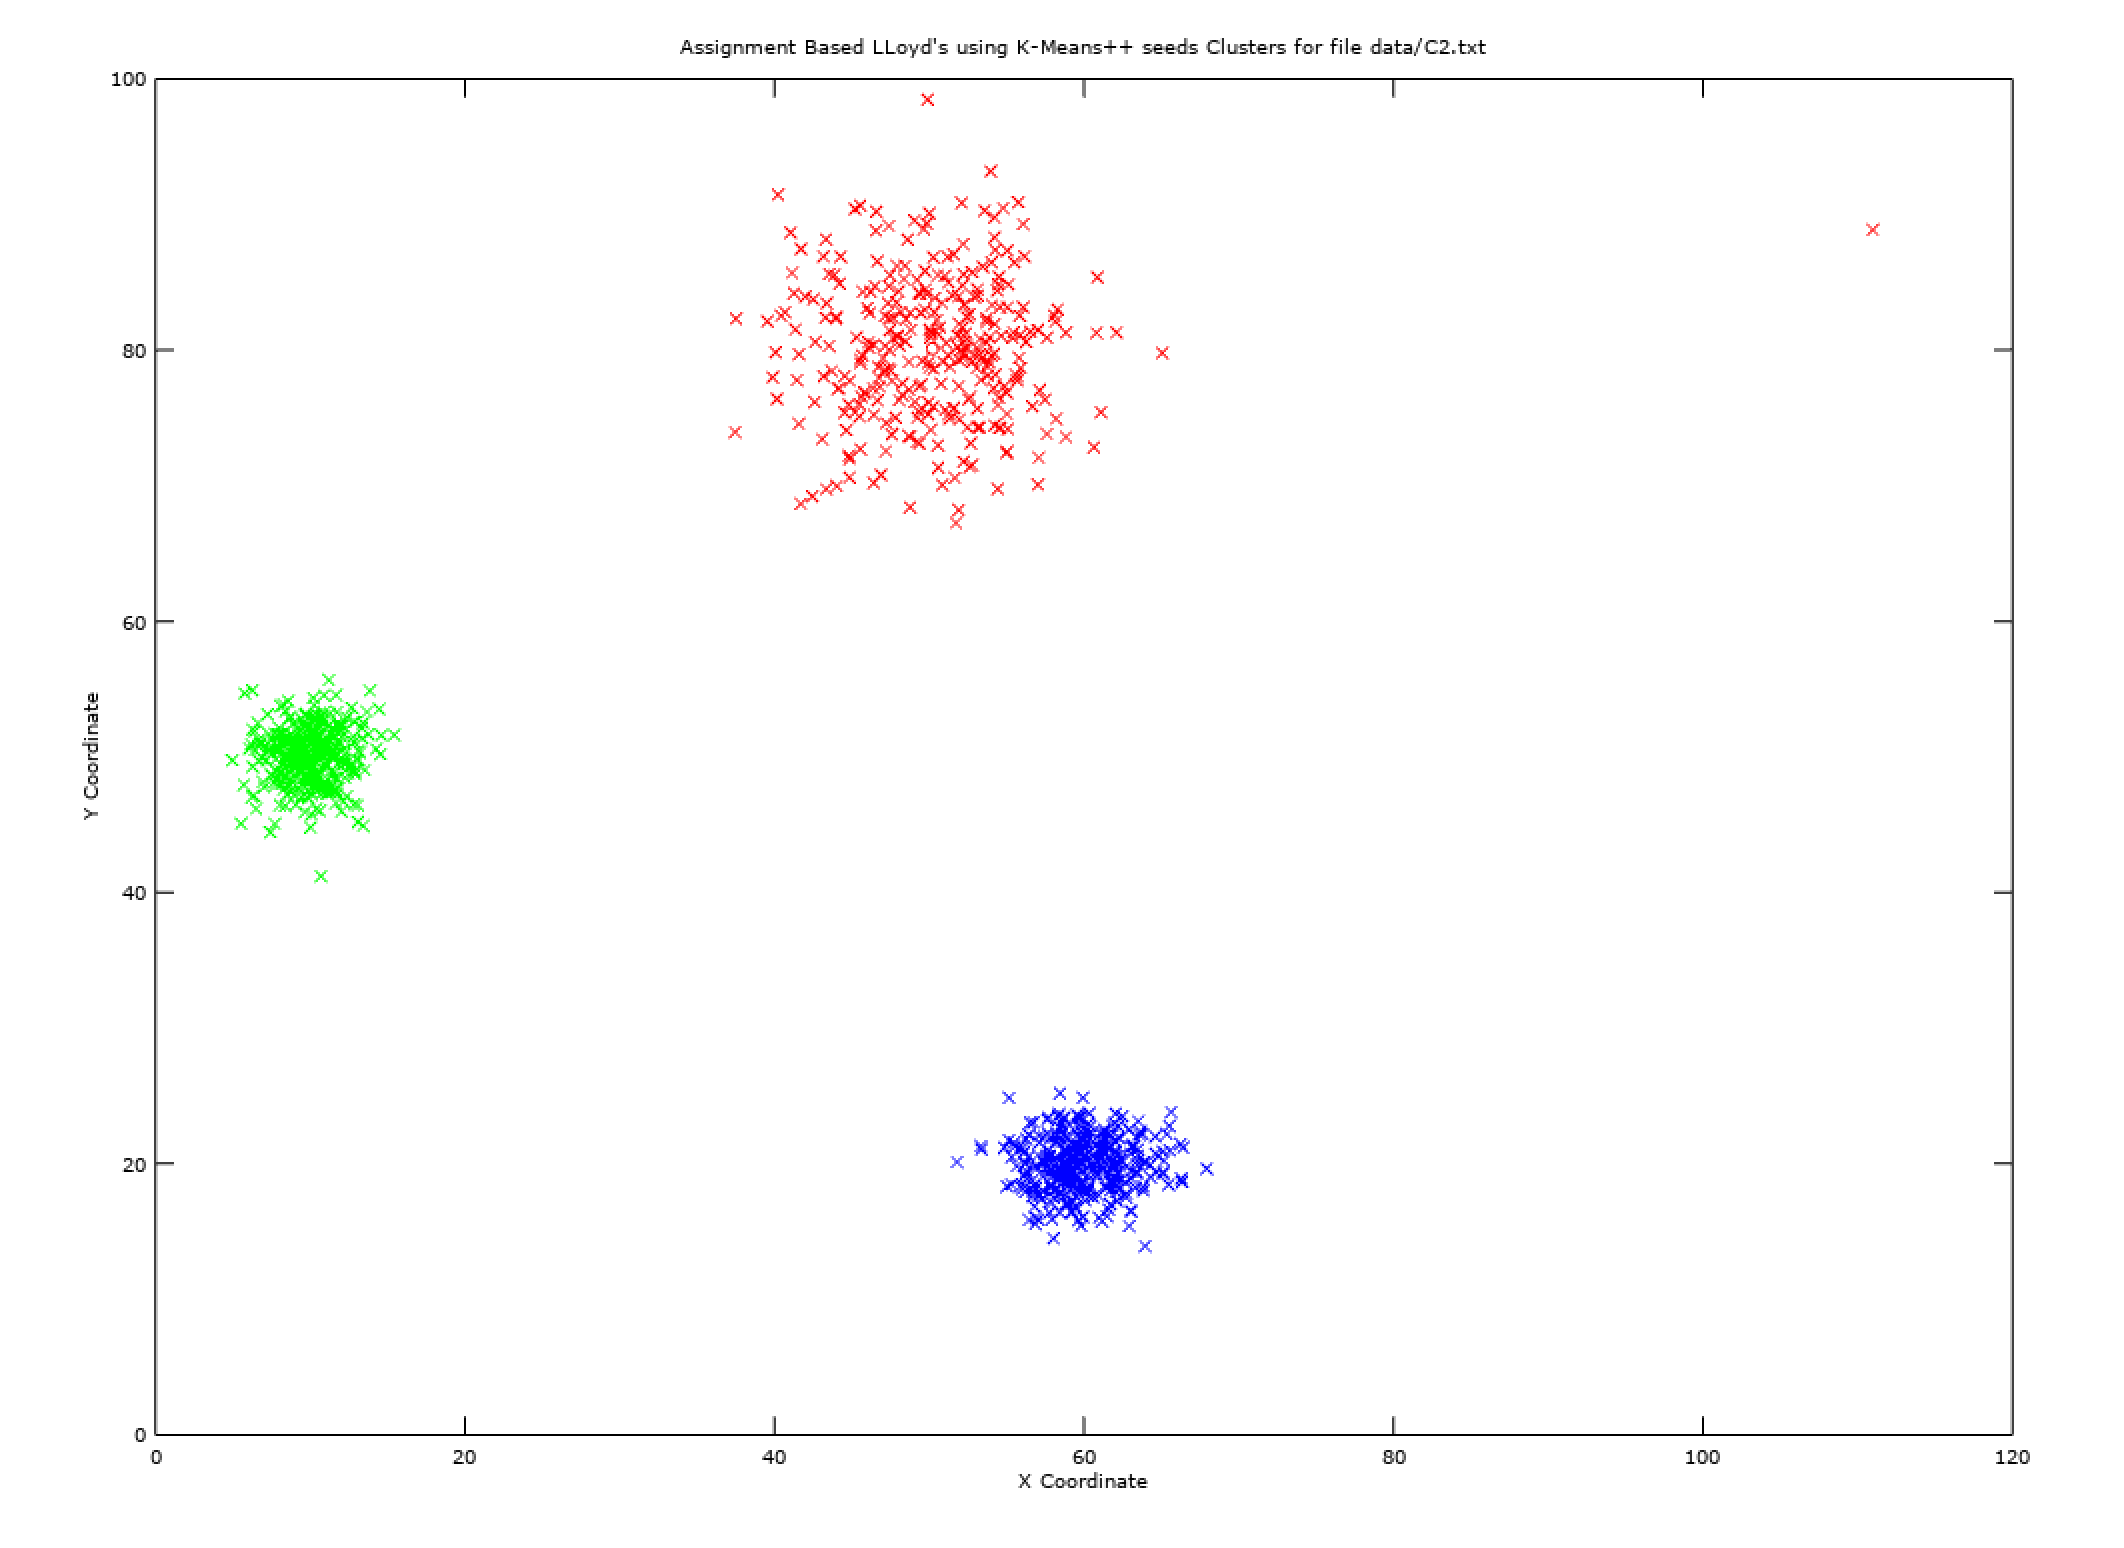 Assignment Based LLoyd's using K-Means++ seeds Clusters for file data/C2.txt
100
80
60
40
20
0
Y Coordinate
0 20 40 60 80 100 120
X Coordinate